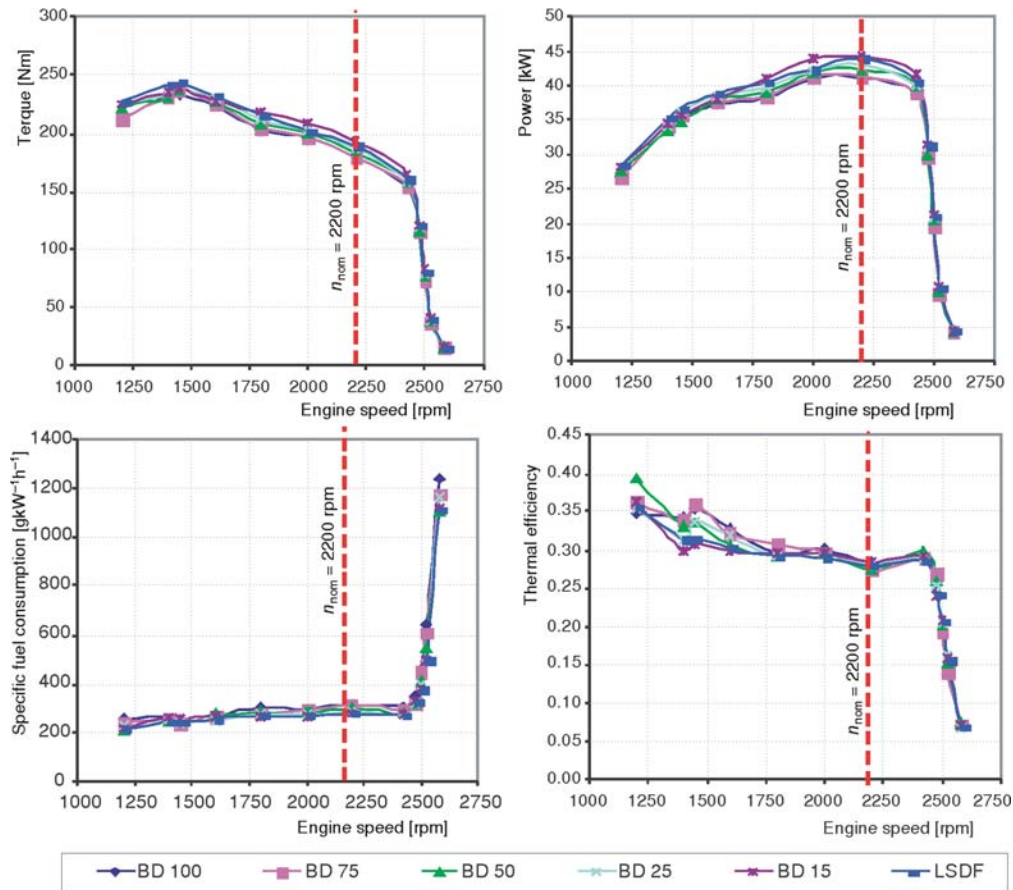 300
250
200
150
100
50
0
Terque [Nm]
n_nom = 2200 rpm
1000 1250 1500 1750 2000 2250 2500 2750
Engine speed [rpm]
50
45
40
35
30
25
20
15
10
5
0
Power [kW]
n_nom = 2200 rpm
1000 1250 1500 1750 2000 2250 2500 2750
Engine speed [rpm]
1400
1200
1000
800
600
400
300
200
0
Specific fuel consumption [gkW⁻¹h⁻¹]
n_nom = 2200 rpm
1000 1250 1500 1750 2000 2250 2500 2750
Engine speed [rpm]
0.45
0.40
0.35
0.30
0.25
0.20
0.15
0.10
0.05
0.00
Thermal efficiency
n_nom = 2200 rpm
1000 1250 1500 1750 2000 2250 2500 2750
Engine speed [rpm]
BD 100 BD 75 BD 50 BD 25 BD 15 LSDF